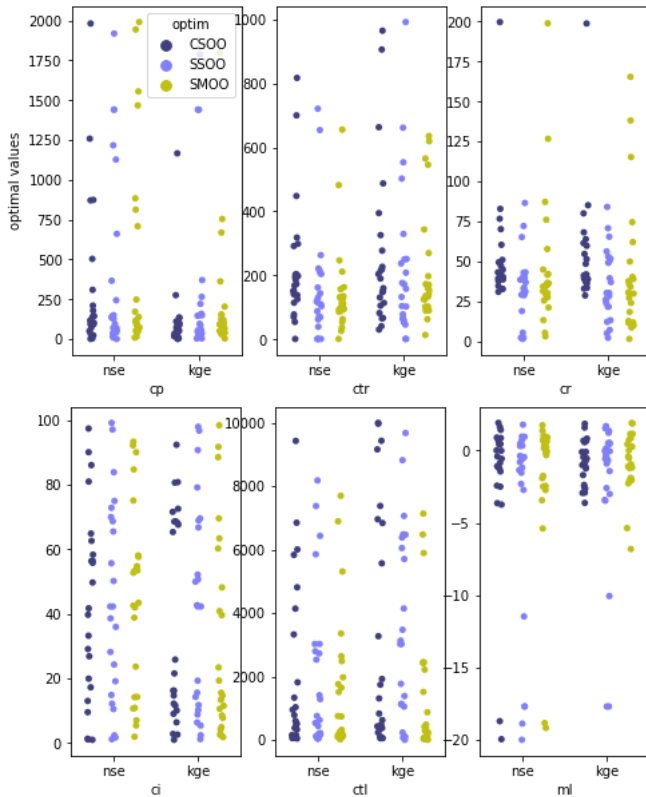 optim
CSOO
SSOO
SMOO
optimal values
2000
1750
1500
1250
1000
750
500
250
0
nse kge
cp
1000
800
600
400
200
0
nse kge
ctr
200
175
150
125
100
75
50
25
0
nse kge
cr
100
80
60
40
20
0
nse kge
ci
10000
8000
6000
4000
2000
0
nse kge
ctl
0
−5
−10
−15
−20
nse kge
ml